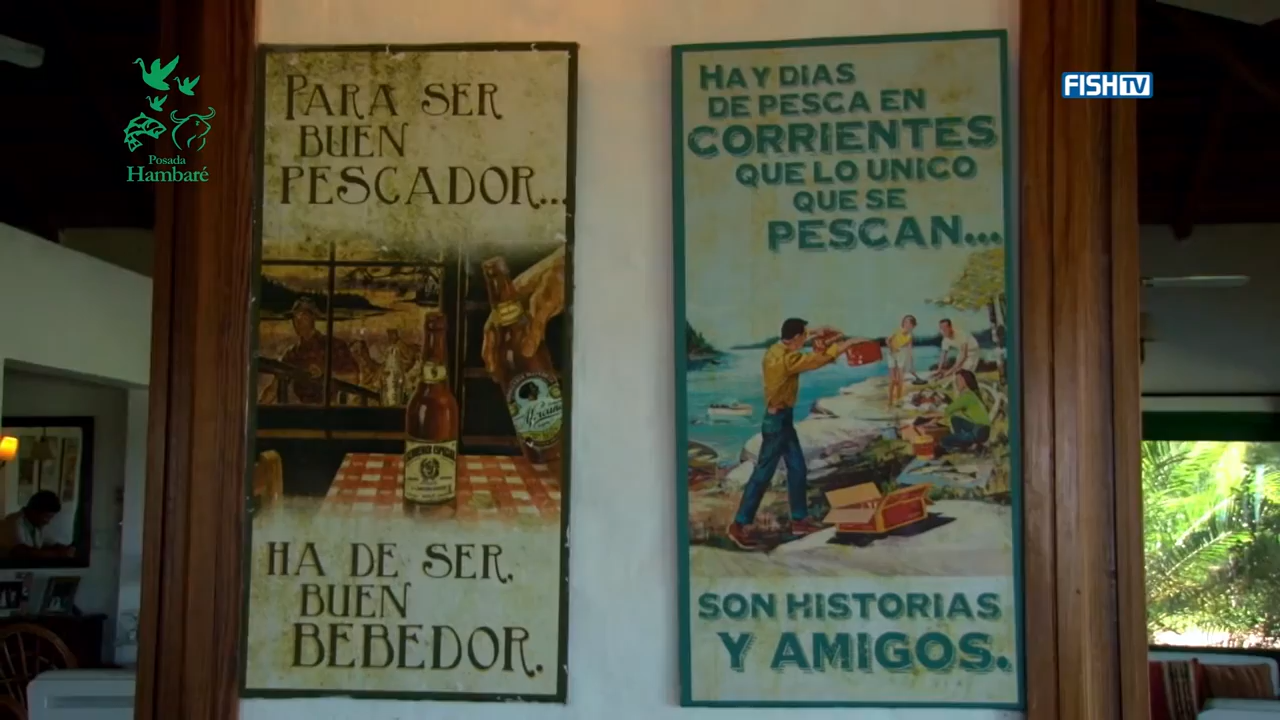 Posada
Hambaré
FISHTV
PARA SER
BUEN
PESCADOR...
HA DE SER,
BUEN
BEBEDOR.
HAY DIAS
DE PESCA EN
CORRIENTES
QUE LO UNICO
QUE SE
PESCAN...
SON HISTORIAS
Y AMIGOS.